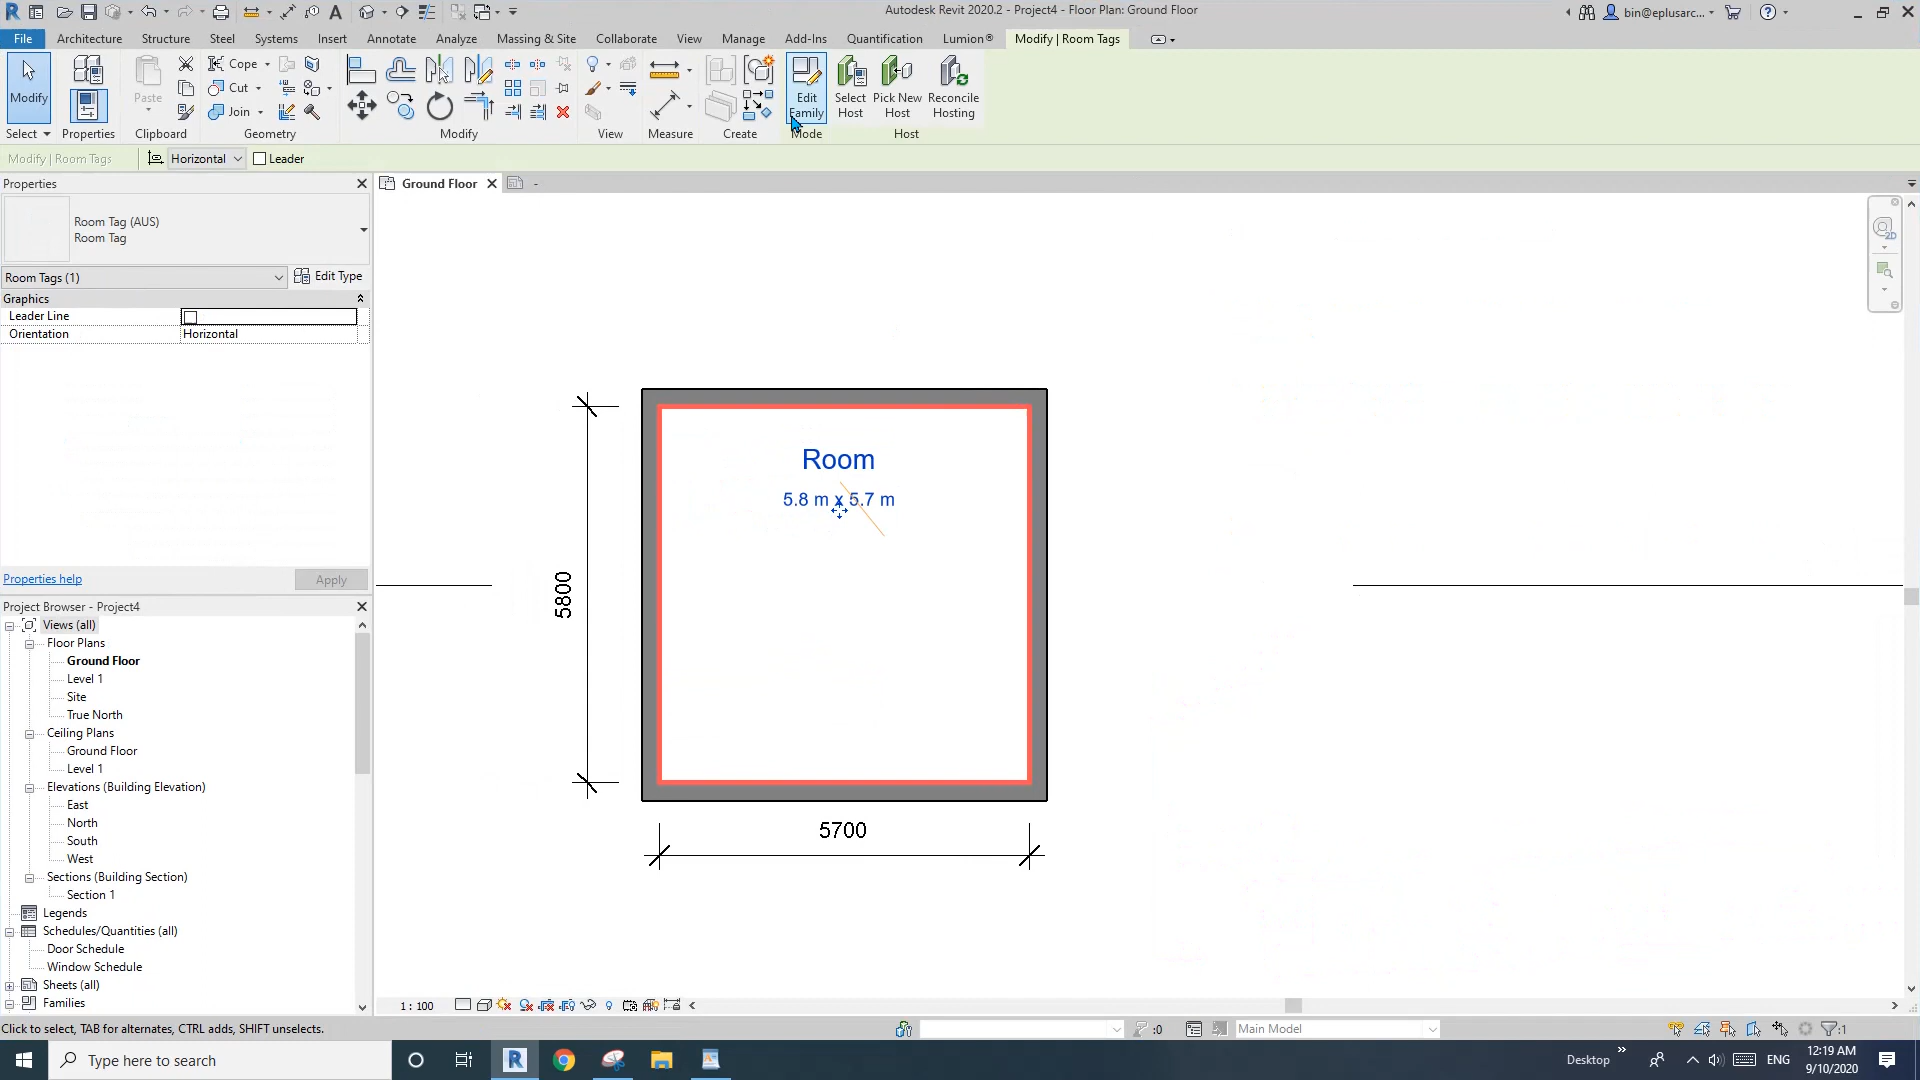 Autodesk Revit 2020.2 - Project4 - Floor Plan: Ground Floor
bin@eplusarc...
File Architecture Structure Steel Systems Insert Annotate Analyze Massing & Site Collaborate View Manage Add-Ins Quantification Lumion® Modify | Room Tags
Modify
Paste
Cope
Cut
Join
Edit Family
Select Host
Pick New Host
Reconcile Hosting
Select Properties Clipboard Geometry Modify View Measure Create Mode Host
Modify | Room Tags Horizontal Leader
Properties
Ground Floor
-
Room Tag (AUS)
Room Tag
Room Tags (1) Edit Type
Graphics
Leader Line
Orientation Horizontal
Properties help Apply
Project Browser - Project4
Views (all)
Floor Plans
Ground Floor
Level 1
Site
True North
Ceiling Plans
Ground Floor
Level 1
Elevations (Building Elevation)
East
North
South
West
Sections (Building Section)
Section 1
Legends
Schedules/Quantities (all)
Door Schedule
Window Schedule
Sheets (all)
Families
2D
Room
5.8 m x 5.7 m
5800
5700
1 : 100
Click to select, TAB for alternates, CTRL adds, SHIFT unselects.
:0
Main Model
:1
Type here to search
Desktop
ENG
12:19 AM
9/10/2020